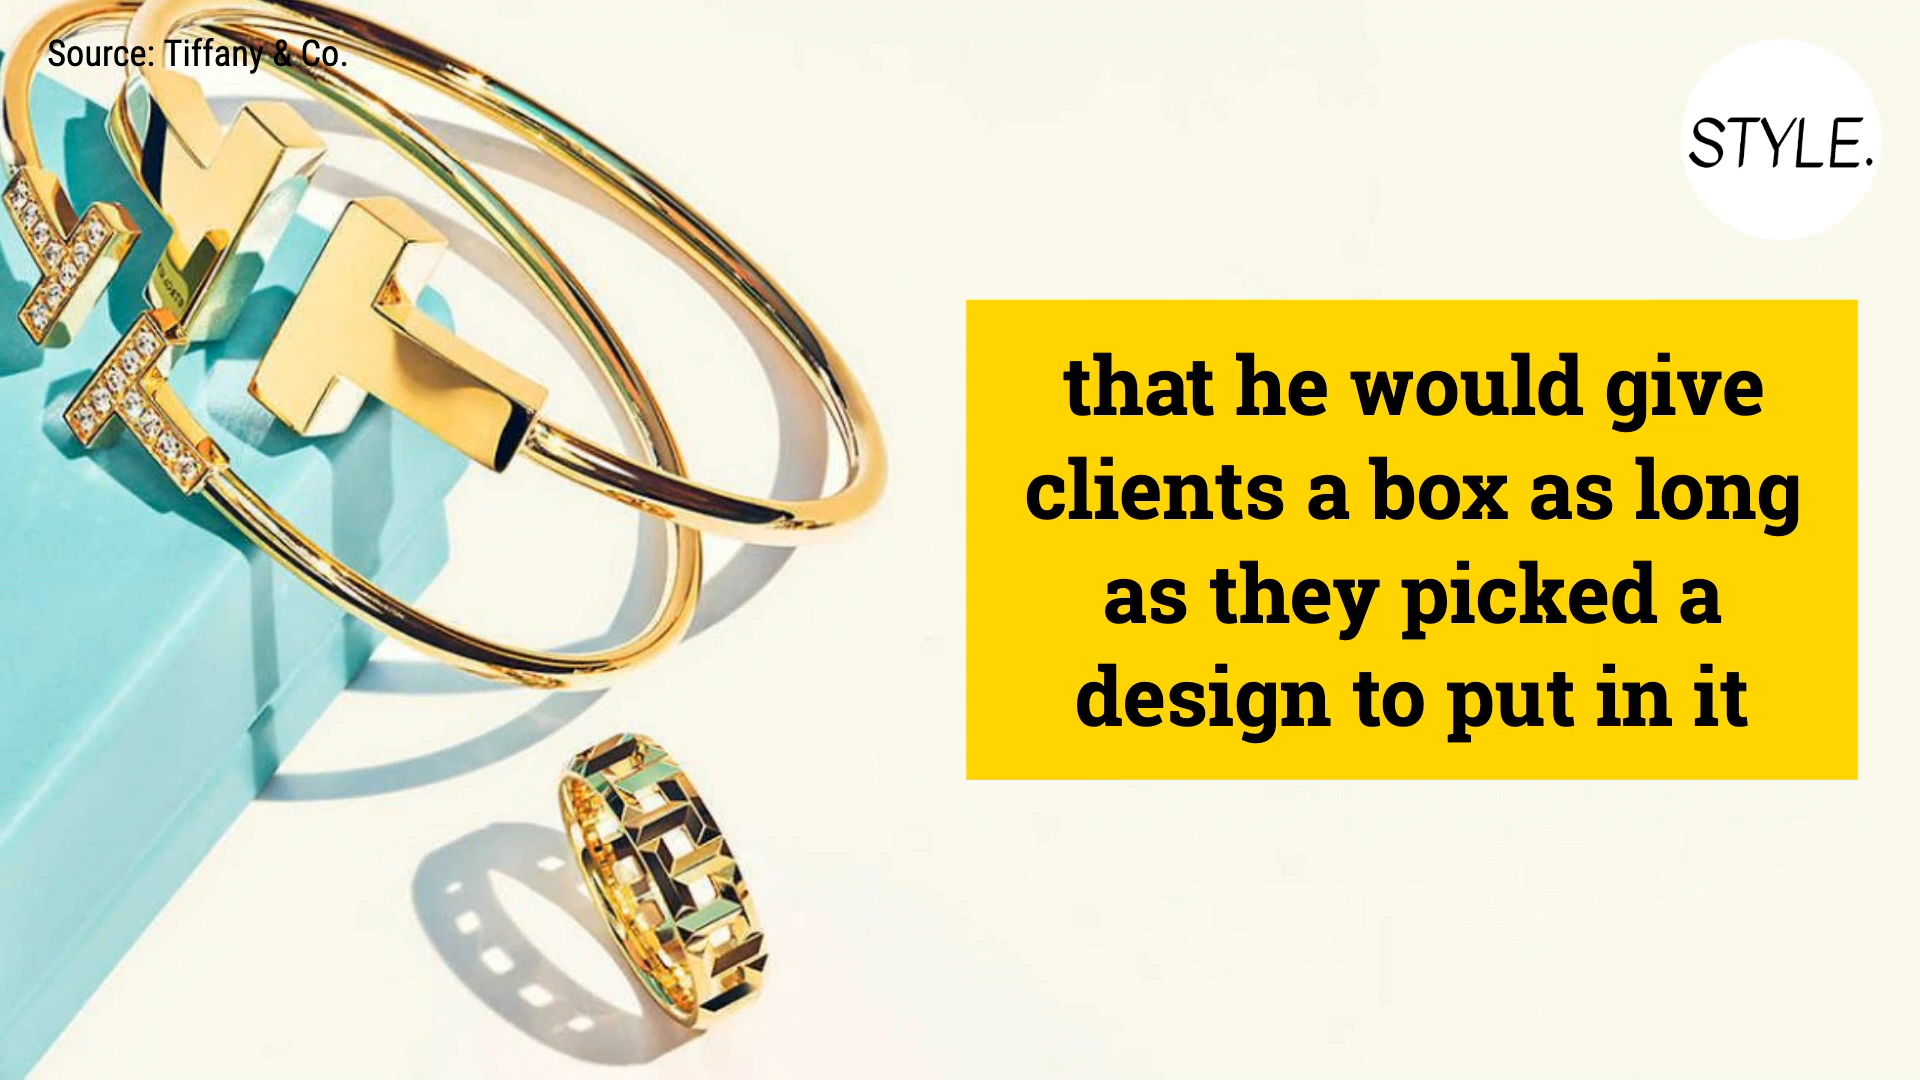 Source: Tiffany & Co.
STYLE.
that he would give
clients a box as long
as they picked a
design to put in it